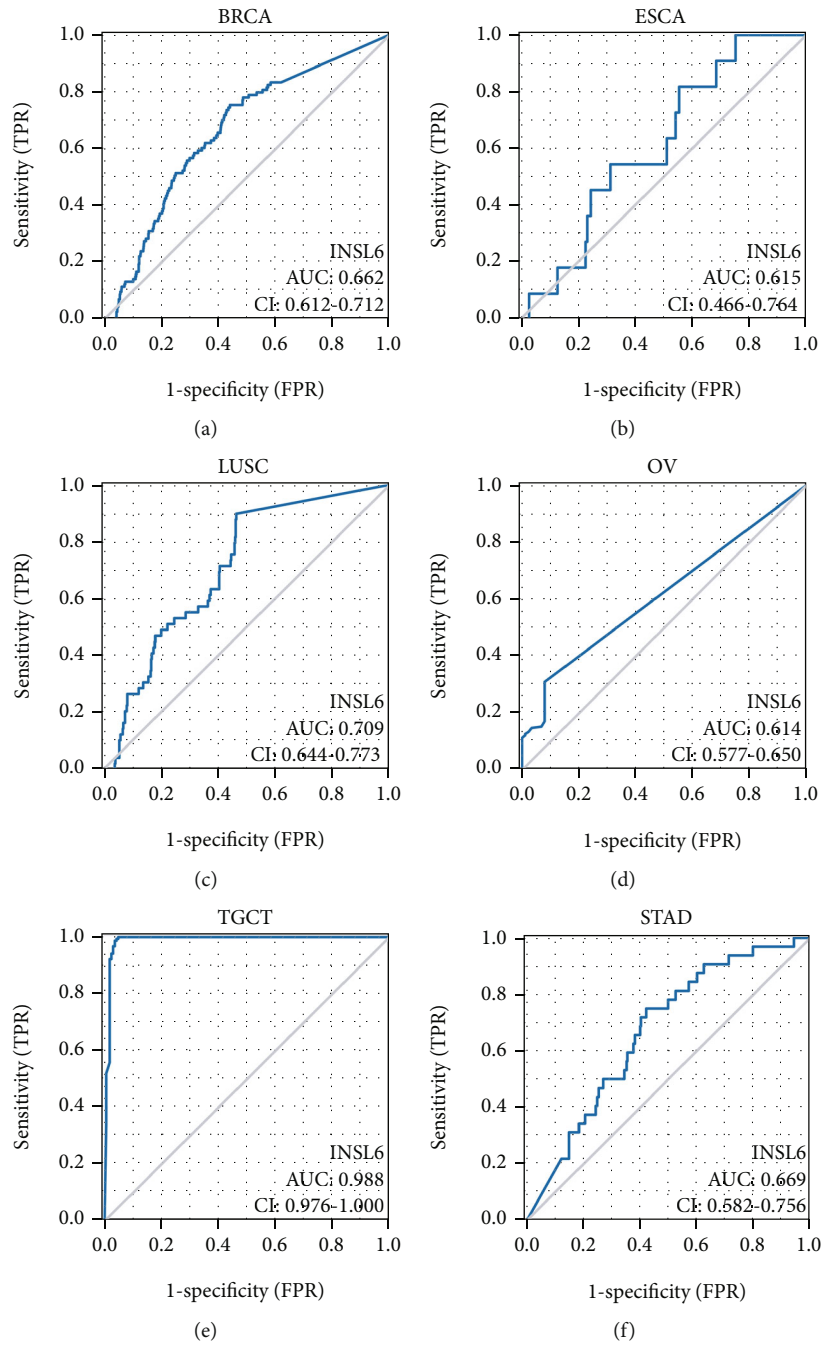 BRCA
1.0
0.8
0.6
0.4
0.2
0.0
Sensitivity (TPR)
INSL6
AUC: 0.662
CI: 0.612-0.712
0.0 0.2 0.4 0.6 0.8 1.0
1-specificity (FPR)
(a)
ESCA
1.0
0.8
0.6
0.4
0.2
0.0
Sensitivity (TPR)
INSL6
AUC: 0.615
CI: 0.466-0.764
0.0 0.2 0.4 0.6 0.8 1.0
1-specificity (FPR)
(b)
LUSC
1.0
0.8
0.6
0.4
0.2
0.0
Sensitivity (TPR)
INSL6
AUC: 0.709
CI: 0.644-0.773
0.0 0.2 0.4 0.6 0.8 1.0
1-specificity (FPR)
(c)
OV
1.0
0.8
0.6
0.4
0.2
0.0
Sensitivity (TPR)
INSL6
AUC: 0.614
CI: 0.577-0.650
0.0 0.2 0.4 0.6 0.8 1.0
1-specificity (FPR)
(d)
TGCT
1.0
0.8
0.6
0.4
0.2
0.0
Sensitivity (TPR)
INSL6
AUC: 0.988
CI: 0.976-1.000
0.0 0.2 0.4 0.6 0.8 1.0
1-specificity (FPR)
(e)
STAD
1.0
0.8
0.6
0.4
0.2
0.0
Sensitivity (TPR)
INSL6
AUC: 0.669
CI: 0.582-0.756
0.0 0.2 0.4 0.6 0.8 1.0
1-specificity (FPR)
(f)